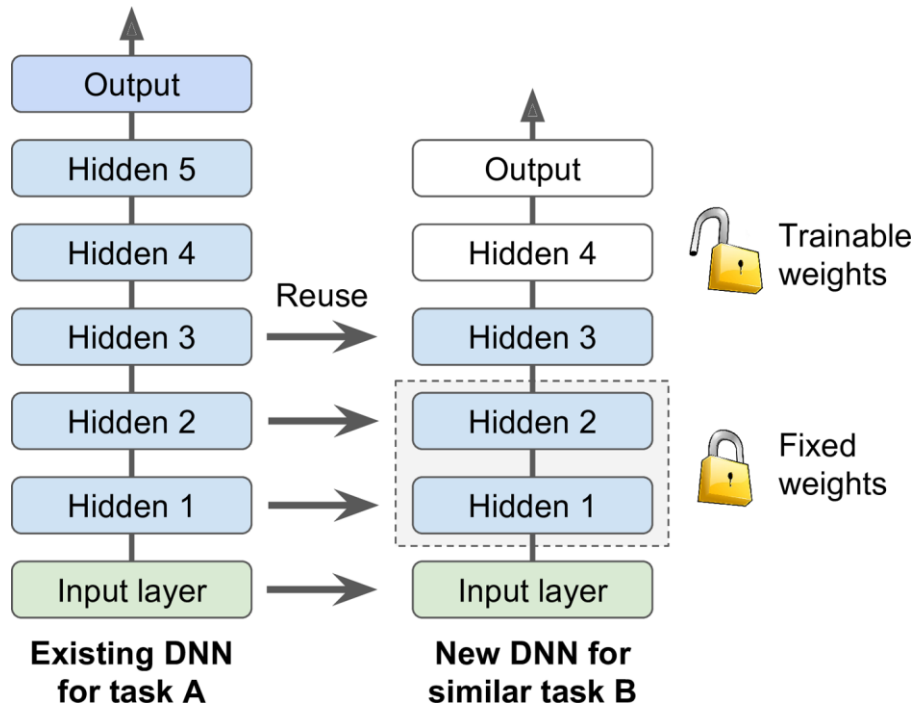 Output
Hidden 5
Hidden 4
Hidden 3
Hidden 2
Hidden 1
Input layer
Existing DNN
for task A
Reuse
Output
Hidden 4
Hidden 3
Hidden 2
Hidden 1
Input layer
New DNN for
similar task B
Trainable
weights
Fixed
weights